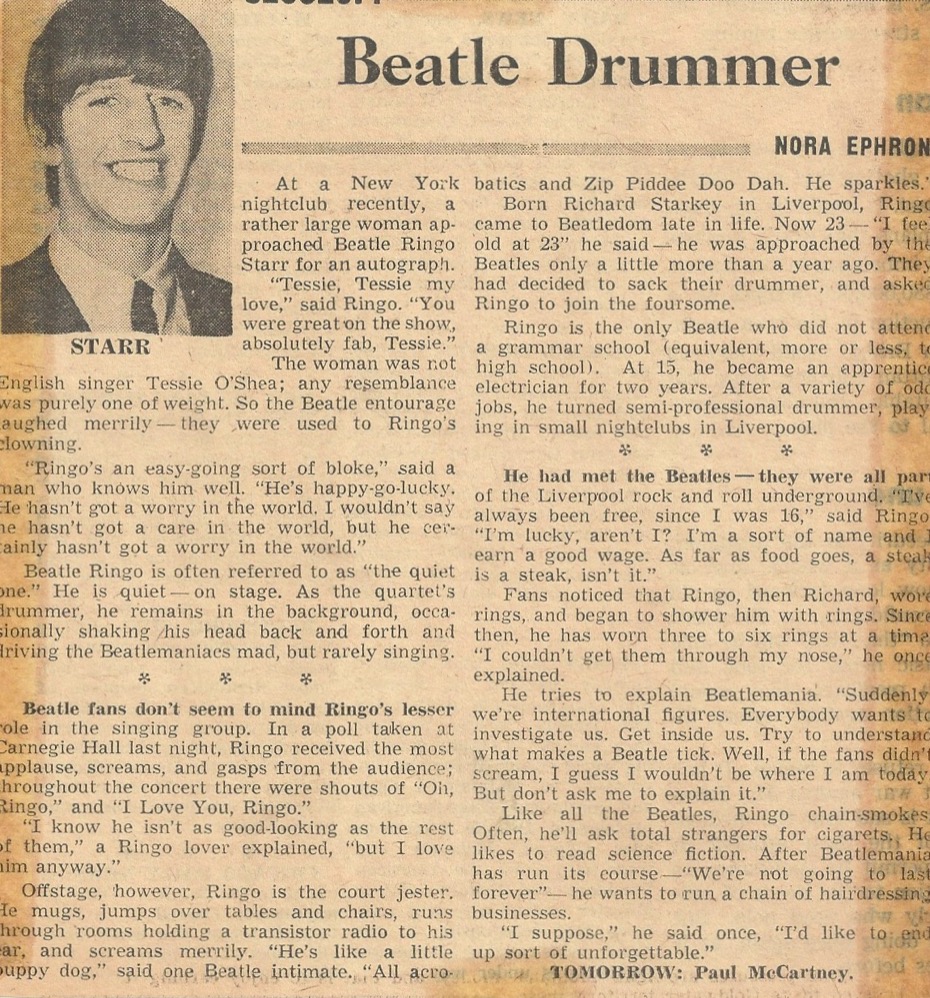 Beatle Drummer
NORA EPHRON
STARR
At a New York
nightclub recently, a
rather large woman ap-
proached Beatle Ringo
Starr for an autograph.
"Tessie, Tessie my
love," said Ringo. "You
were great on the show,
absolutely fab, Tessie."
The woman was not
English singer Tessie O'Shea; any resemblance
was purely one of weight. So the Beatle entourage
laughed merrily — they were used to Ringo's
clowning.
"Ringo's an easy-going sort of bloke," said a
man who knows him well. "He's happy-go-lucky.
He hasn't got a worry in the world. I wouldn't say
he hasn't got a care in the world, but he cer-
tainly hasn't got a worry in the world."
Beatle Ringo is often referred to as "the quiet
one." He is quiet — on stage. As the quartet's
drummer, he remains in the background, occa-
sionally shaking his head back and forth and
driving the Beatlemaniacs mad, but rarely singing.
* * *
Beatle fans don't seem to mind Ringo's lesser
role in the singing group. In a poll taken at
Carnegie Hall last night, Ringo received the most
applause, screams, and gasps from the audience;
throughout the concert there were shouts of "Oh,
Ringo," and "I Love You, Ringo."
"I know he isn't as good-looking as the rest
of them," a Ringo lover explained, "but I love
him anyway."
Offstage, however, Ringo is the court jester.
He mugs, jumps over tables and chairs, runs
through rooms holding a transistor radio to his
ear, and screams merrily. "He's like a little
puppy dog," said one Beatle intimate. "All acro-
batics and Zip Piddee Doo Dah. He sparkles."
Born Richard Starkey in Liverpool, Ringo
came to Beatledom late in life. Now 23 — "I feel
old at 23" he said — he was approached by the
Beatles only a little more than a year ago. They
had decided to sack their drummer, and asked
Ringo to join the foursome.
Ringo is the only Beatle who did not attend
a grammar school (equivalent, more or less, to
high school). At 15, he became an apprentice
electrician for two years. After a variety of odd
jobs, he turned semi-professional drummer, play-
ing in small nightclubs in Liverpool.
* * *
He had met the Beatles — they were all part
of the Liverpool rock and roll underground. "I've
always been free, since I was 16," said Ringo.
"I'm lucky, aren't I? I'm a sort of name and I
earn a good wage. As far as food goes, a steak
is a steak, isn't it."
Fans noticed that Ringo, then Richard, wore
rings, and began to shower him with rings. Since
then, he has worn three to six rings at a time.
"I couldn't get them through my nose," he once
explained.
He tries to explain Beatlemania. "Suddenly
we're international figures. Everybody wants to
investigate us. Get inside us. Try to understand
what makes a Beatle tick. Well, if the fans didn't
scream, I guess I wouldn't be where I am today.
But don't ask me to explain it."
Like all the Beatles, Ringo chain-smokes.
Often, he'll ask total strangers for cigarets. He
likes to read science fiction. After Beatlemania
has run its course — "We're not going to last
forever" — he wants to run a chain of hairdressing
businesses.
"I suppose," he said once, "I'd like to end
up sort of unforgettable."
TOMORROW: Paul McCartney.